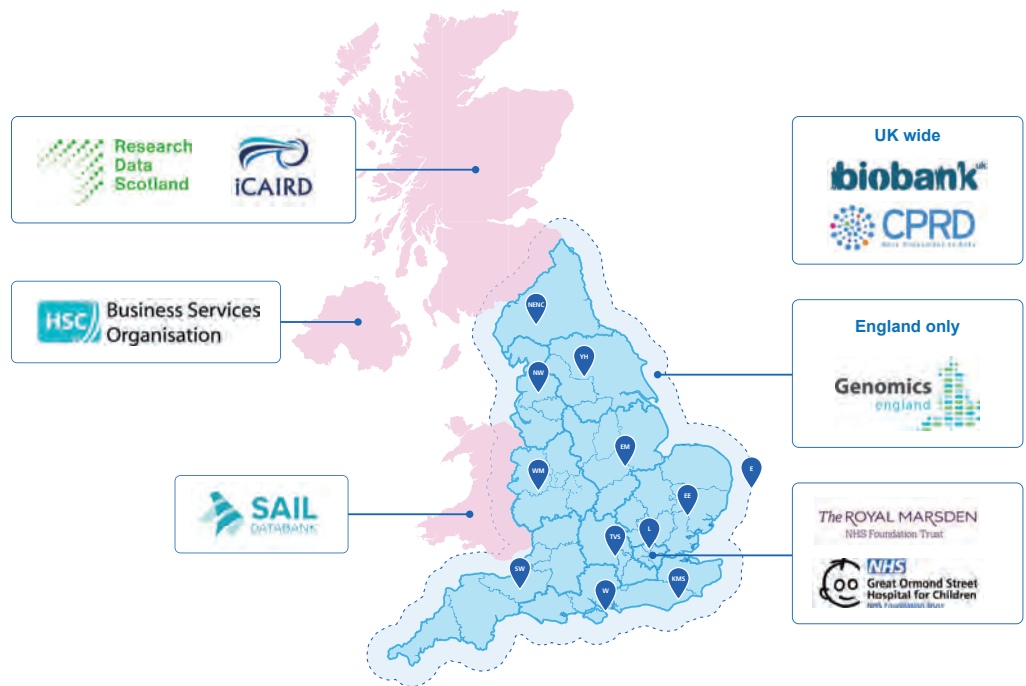 Research
Data
Scotland
iCAIRD
UK wide
biobank uk
CPRD
HSC
Business Services
Organisation
England only
Genomics
england
SAIL
DATABANK
The ROYAL MARSDEN
NHS Foundation Trust
NHS
Great Ormond Street
Hospital for Children
NHS Foundation Trust
NENC
YH
NW
EM
WM
E
EE
L
TVS
SW
KMS
W